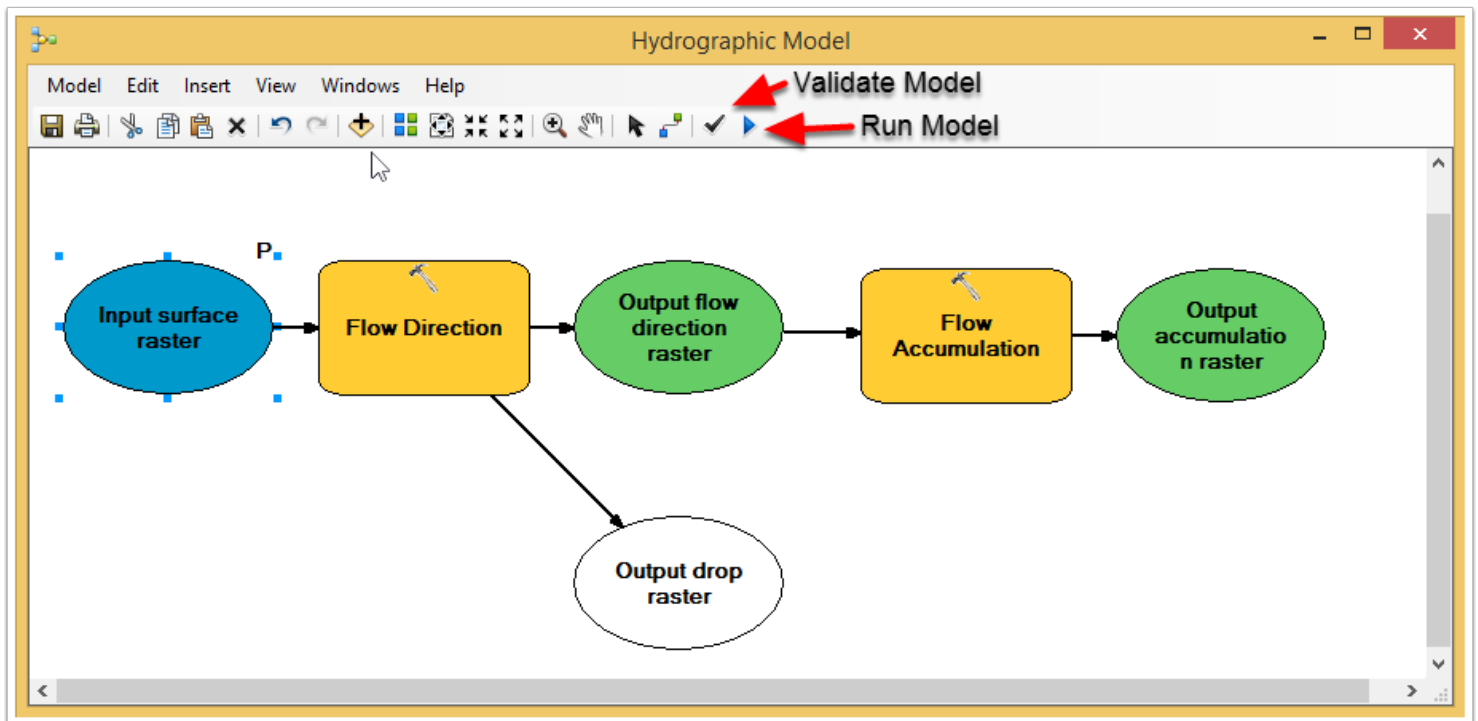 Hydrographic Model
Model Edit Insert View Windows Help
Validate Model
Run Model
P
Input surface
raster
Flow Direction
Output flow
direction
raster
Flow
Accumulation
Output
accumulatio
n raster
Output drop
raster